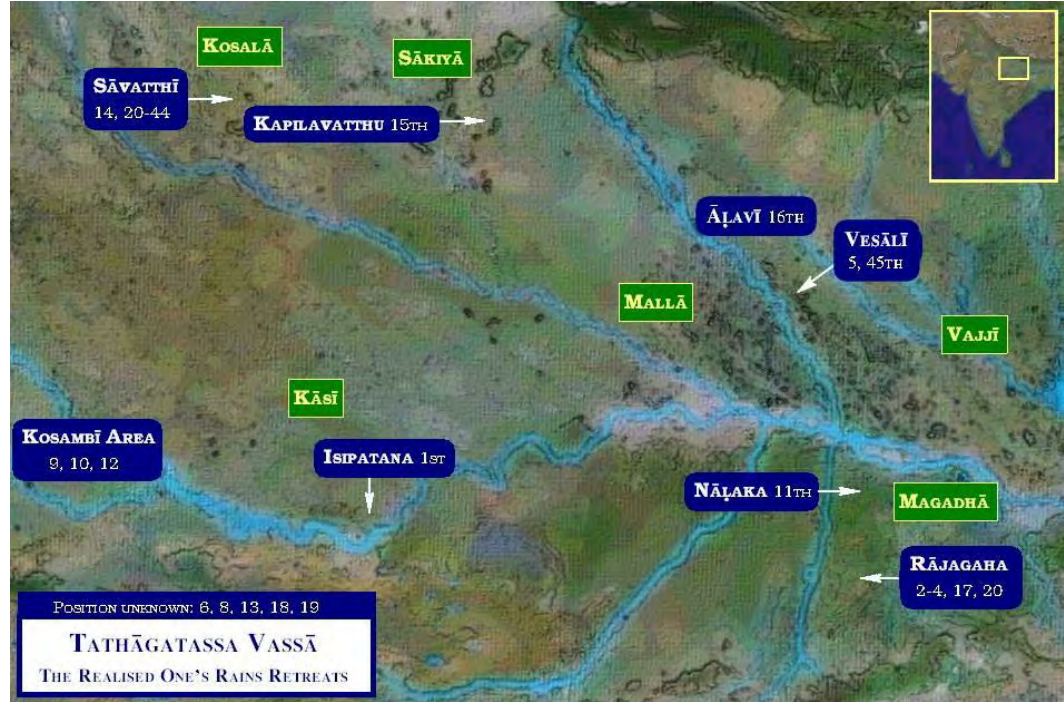 Kosalā
Sākiyā
Sāvatthī
14, 20-44
Kapilavatthu 15th
Āḷavī 16th
Vesālī
5, 45th
Mallā
Vajjī
Kāsī
Kosambī Area
9, 10, 12
Isipatana 1st
Nāḷaka 11th
Magadhā
Rājagaha
2-4, 17, 20
Position unknown: 6, 8, 13, 18, 19
Tathāgatassa Vassā
The Realised One's Rains Retreats